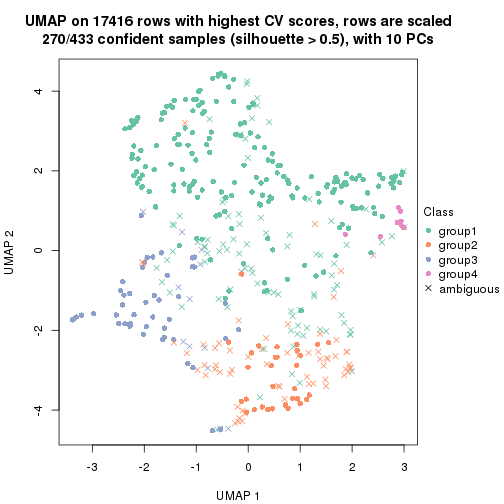 UMAP on 17416 rows with highest CV scores, rows are scaled
270/433 confident samples (silhouette > 0.5), with 10 PCs
4
2
0
-2
-4
UMAP 2
-3 -2 -1 0 1 2 3
UMAP 1
Class
group1
group2
group3
group4
ambiguous